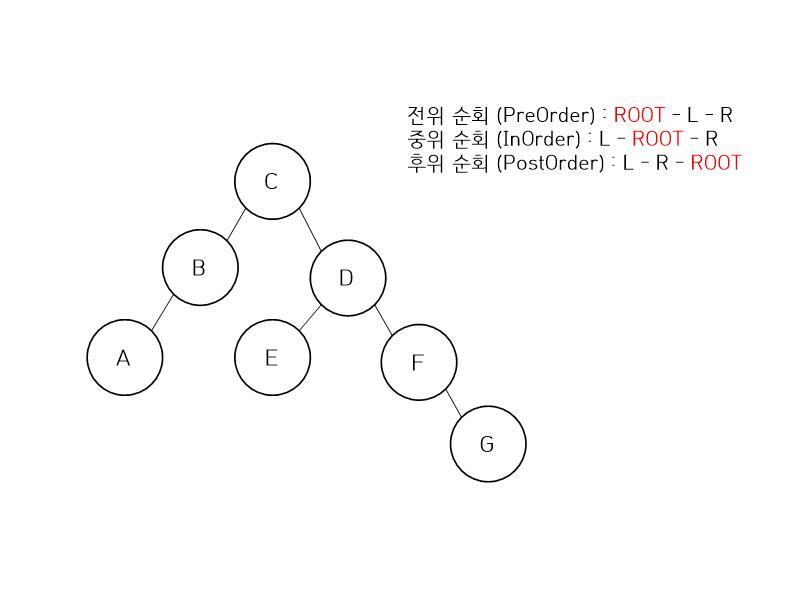 전위 순회 (PreOrder) : ROOT - L - R
중위 순회 (InOrder) : L - ROOT - R
후위 순회 (PostOrder) : L - R - ROOT
C
B
D
A
E
F
G